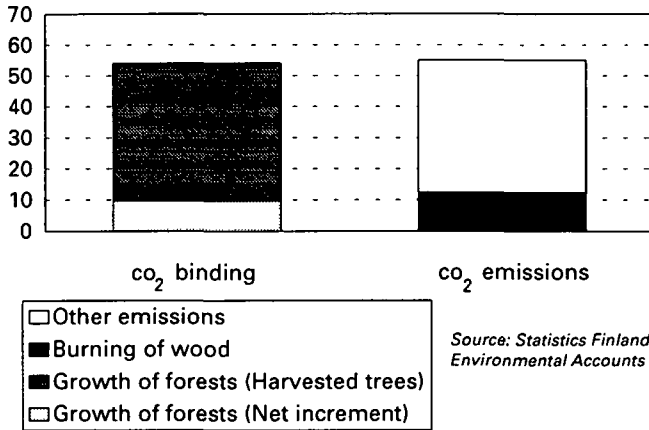 70
60
50
40
30
20
10
0
co₂ binding
co₂ emissions
Other emissions
Burning of wood
Growth of forests (Harvested trees)
Growth of forests (Net increment)
Source: Statistics Finland
Environmental Accounts